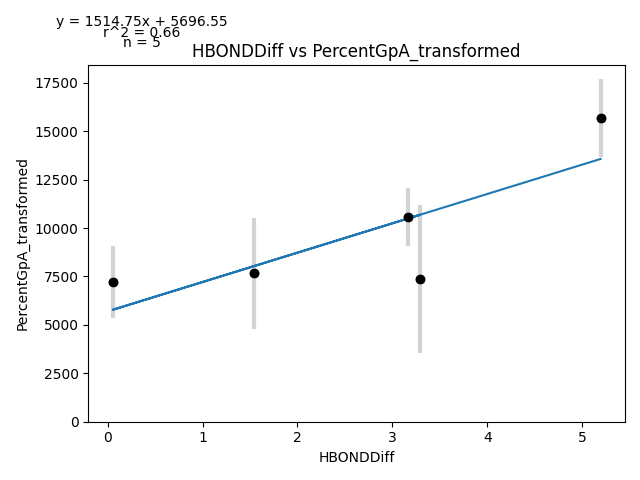 y = 1514.75x + 5696.55
r^2 = 0.66
n = 5
HBONDDiff vs PercentGpA_transformed
17500
15000
12500
10000
7500
5000
2500
0
PercentGpA_transformed
0 1 2 3 4 5
HBONDDiff